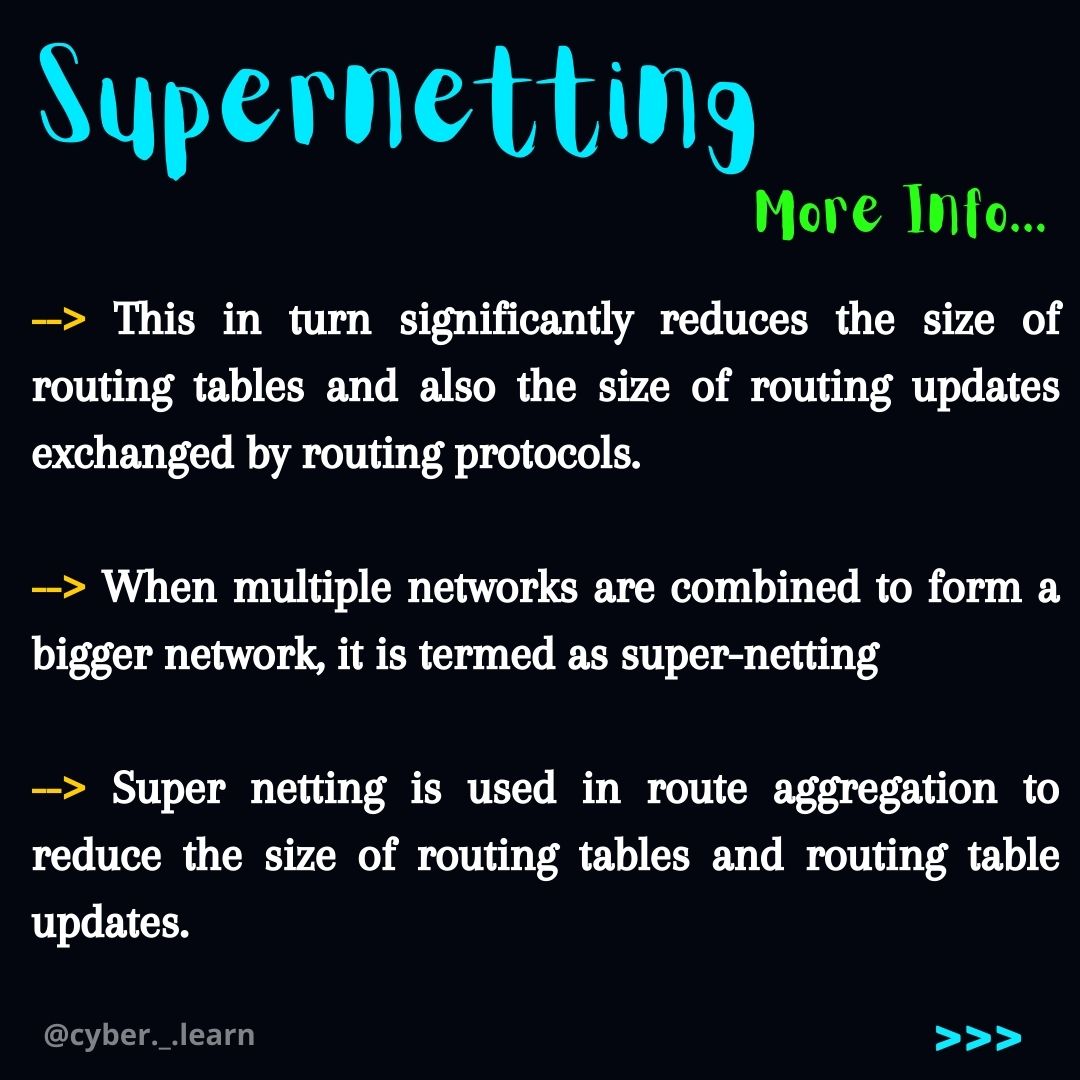 Supernetting
More Info...
--> This in turn significantly reduces the size of
routing tables and also the size of routing updates
exchanged by routing protocols.
--> When multiple networks are combined to form a
bigger network, it is termed as super-netting
--> Super netting is used in route aggregation to
reduce the size of routing tables and routing table
updates.
@cyber._.learn
>>>